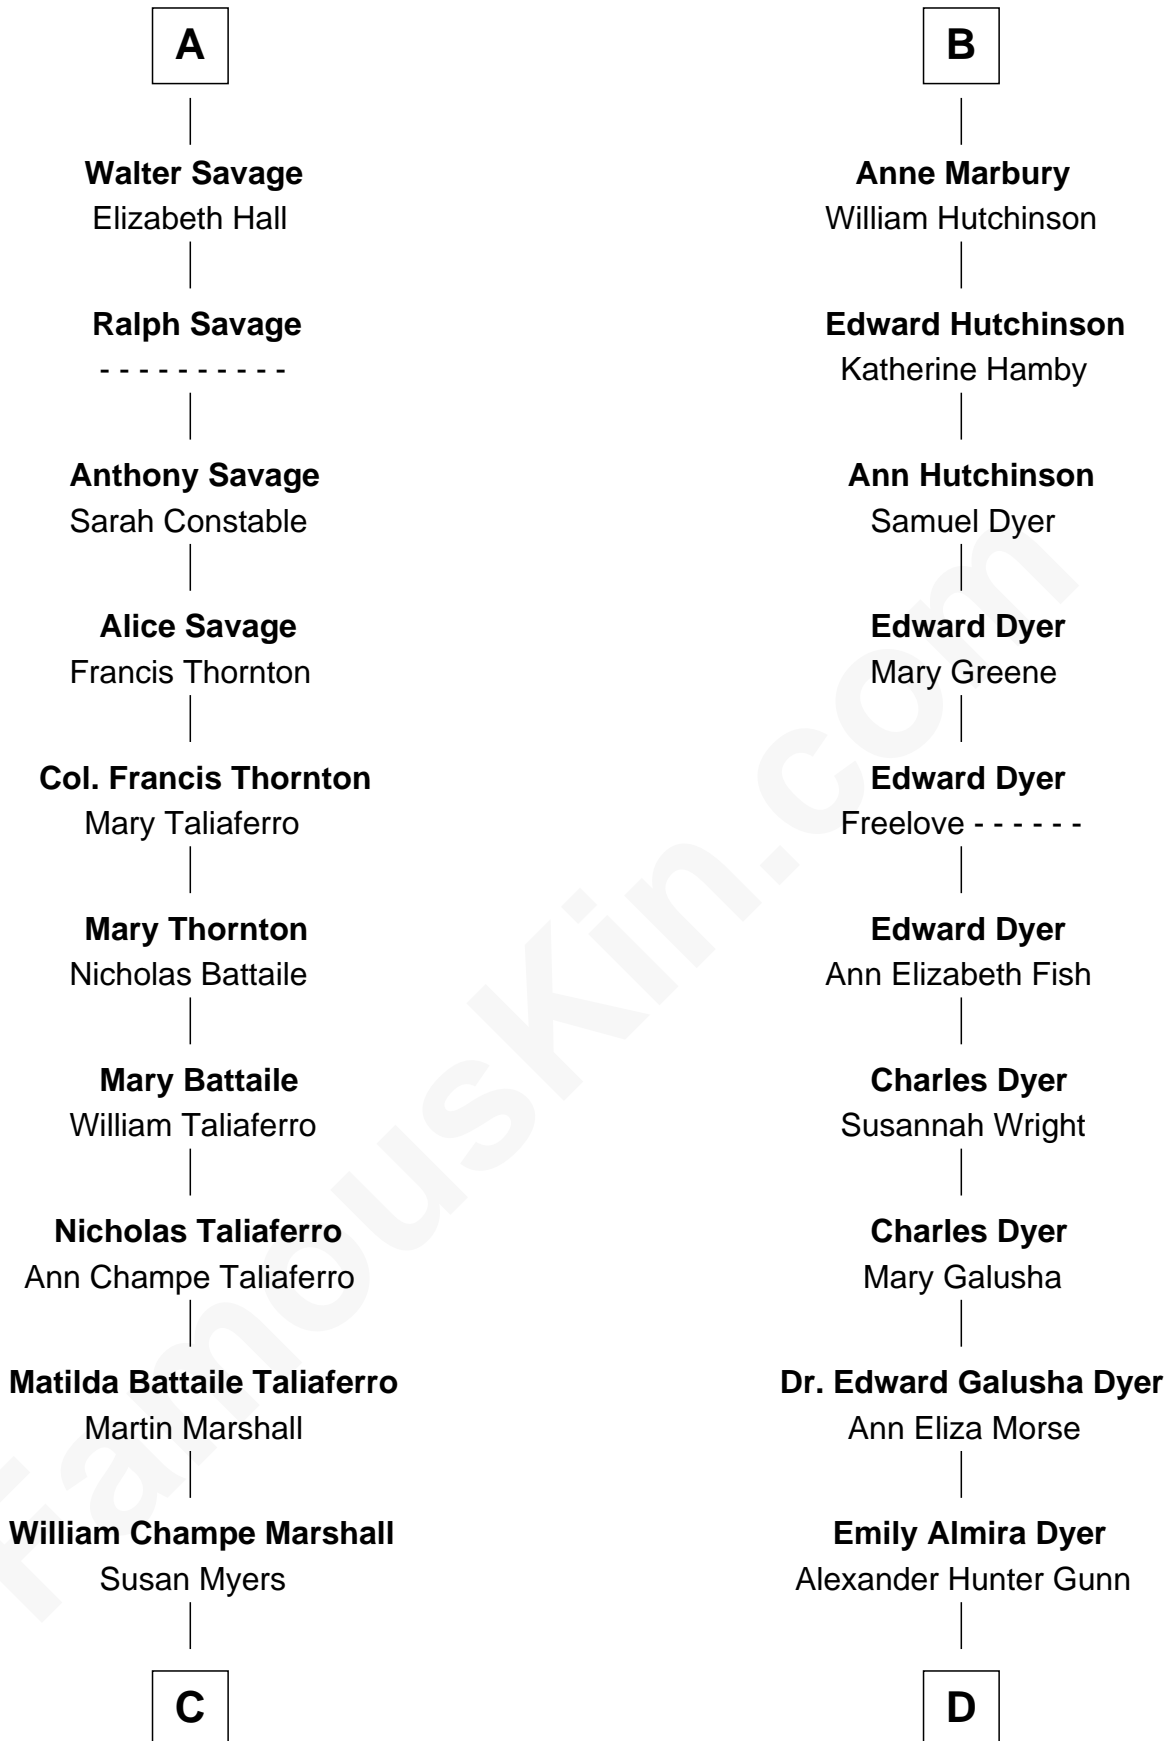 A
Walter Savage
Elizabeth Hall
Ralph Savage
- - - - - - - - - -
Anthony Savage
Sarah Constable
Alice Savage
Francis Thornton
Col. Francis Thornton
Mary Taliaferro
Mary Thornton
Nicholas Battaile
Mary Battaile
William Taliaferro
Nicholas Taliaferro
Ann Champe Taliaferro
Matilda Battaile Taliaferro
Martin Marshall
William Champe Marshall
Susan Myers
C
B
Anne Marbury
William Hutchinson
Edward Hutchinson
Katherine Hamby
Ann Hutchinson
Samuel Dyer
Edward Dyer
Mary Greene
Edward Dyer
Freelove - - - - - -
Edward Dyer
Ann Elizabeth Fish
Charles Dyer
Susannah Wright
Charles Dyer
Mary Galusha
Dr. Edward Galusha Dyer
Ann Eliza Morse
Emily Almira Dyer
Alexander Hunter Gunn
D
FamousKin.com